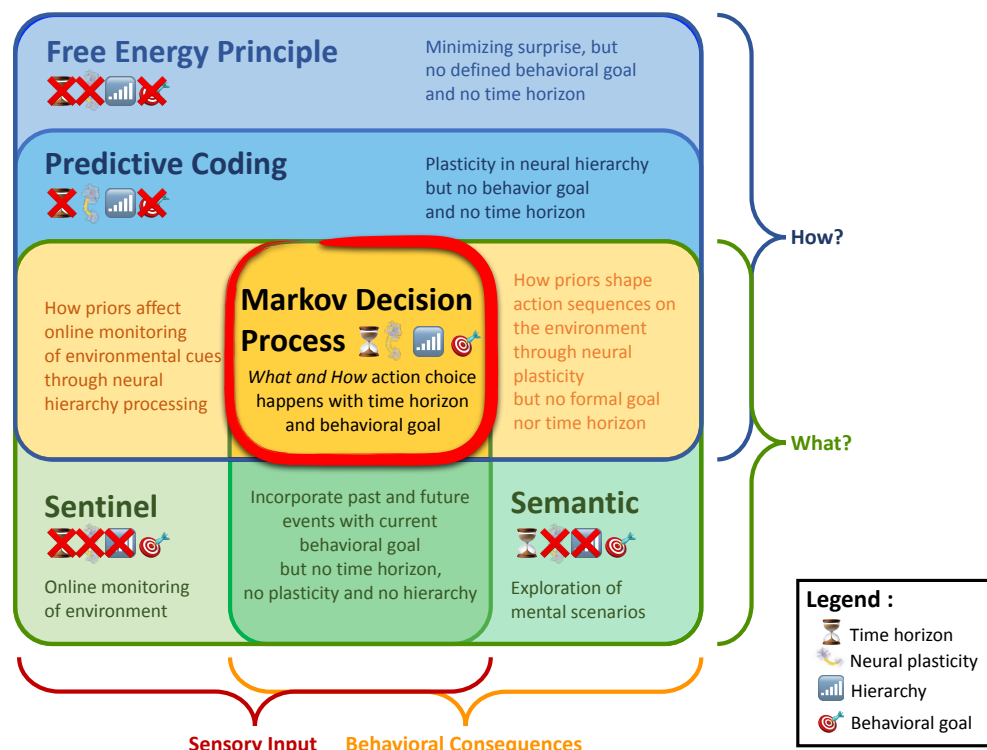 Free Energy Principle
Minimizing surprise, but
no defined behavioral goal
and no time horizon
Predictive Coding
Plasticity in neural hierarchy
but no behavior goal
and no time horizon
How?
How priors affect
online monitoring
of environmental cues
through neural
hierarchy processing
Markov Decision
Process
What and How action choice
happens with time horizon
and behavioral goal
How priors shape
action sequences on
the environment
through neural
plasticity
but no formal goal
nor time horizon
What?
Sentinel
Online monitoring
of environment
Incorporate past and future
events with current
behavioral goal
but no time horizon,
no plasticity and no hierarchy
Semantic
Exploration of
mental scenarios
Legend :
Time horizon
Neural plasticity
Hierarchy
Behavioral goal
Sensory Input
Behavioral Consequences